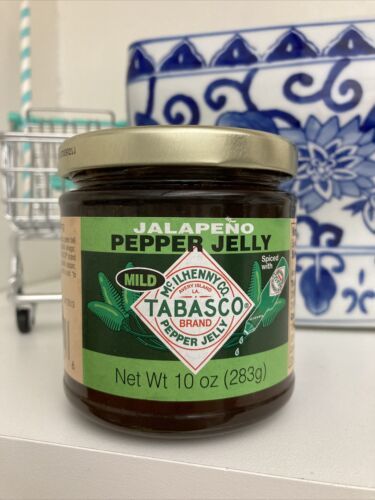 JALAPEÑO
PEPPER JELLY
MILD
McILHENNY CO.
AVERY ISLAND
LA.
TABASCO®
BRAND
PEPPER JELLY
Spiced
with
Net Wt 10 oz (283g)